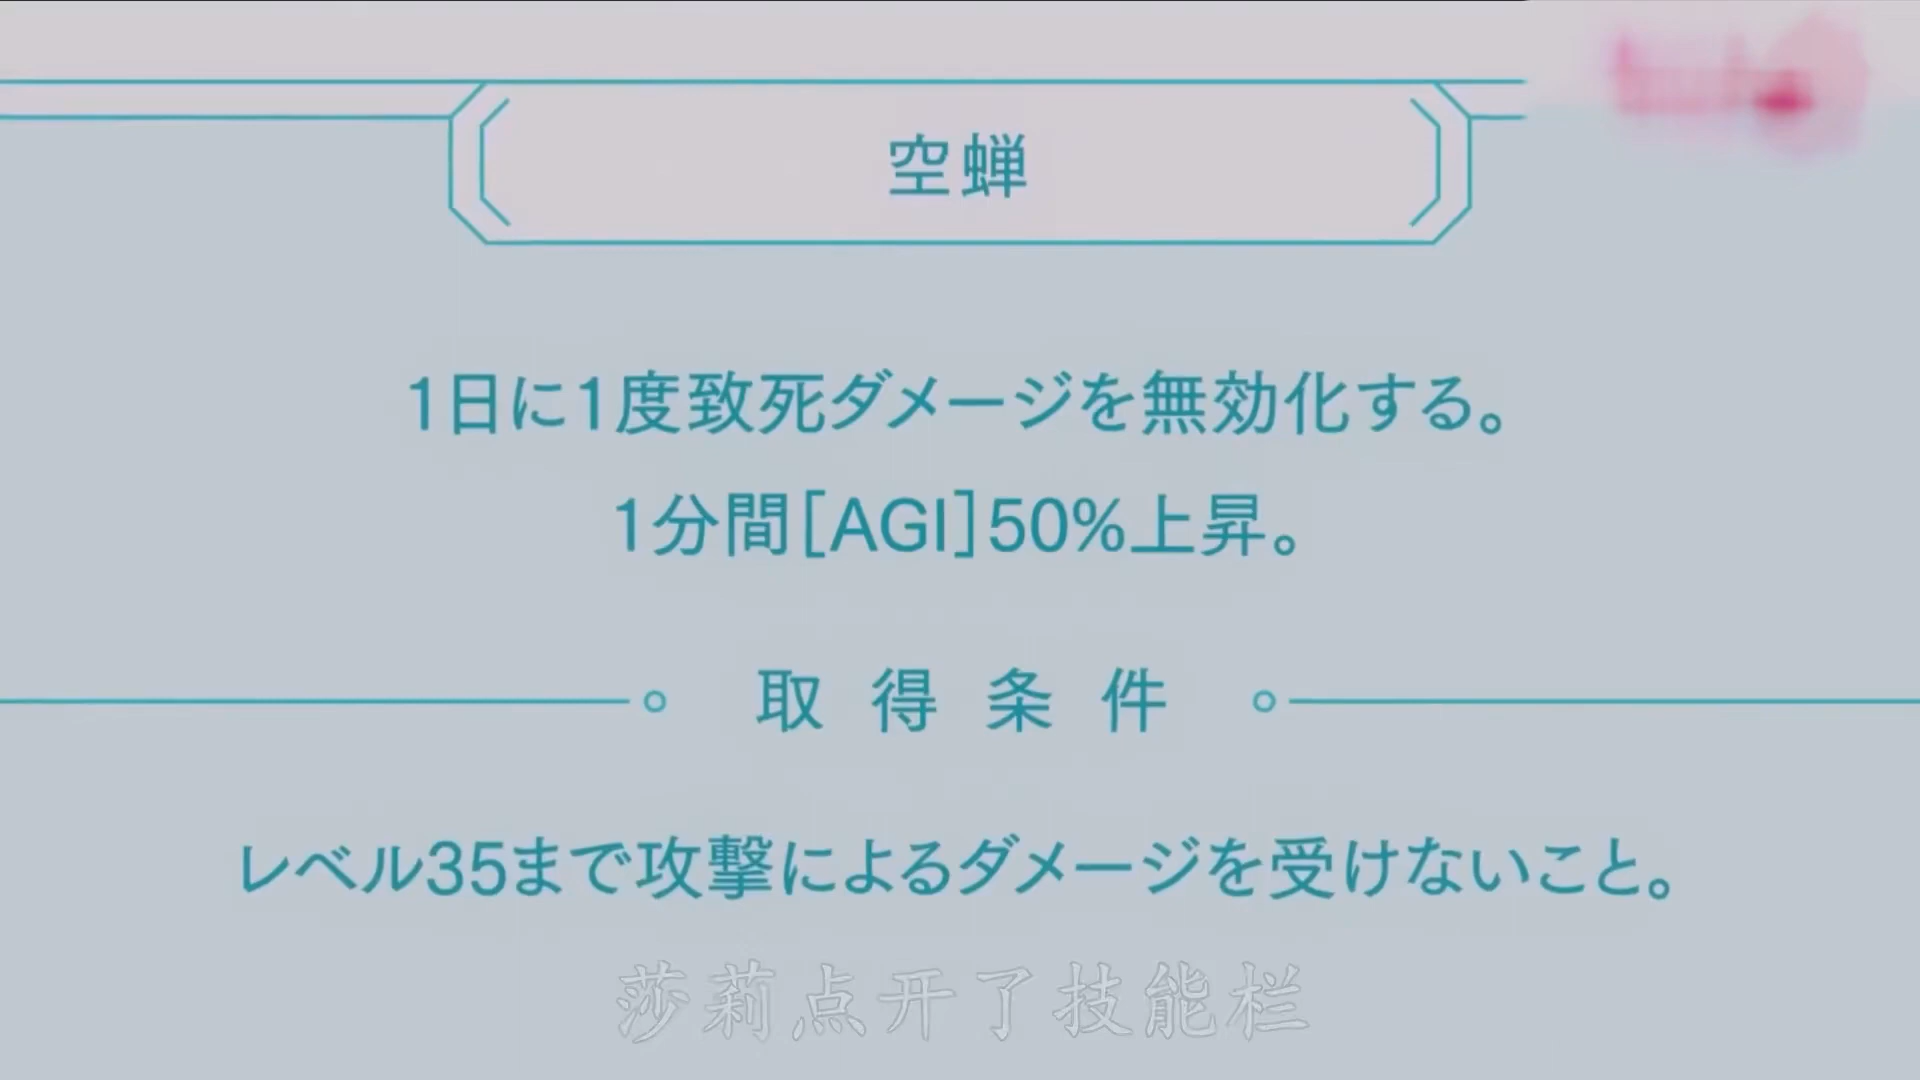 空蝉
1日に1度致死ダメージを無効化する。
1分間[AGI]50%上昇。
取得条件
レベル35まで攻撃によるダメージを受けないこと。
莎莉点开了技能栏